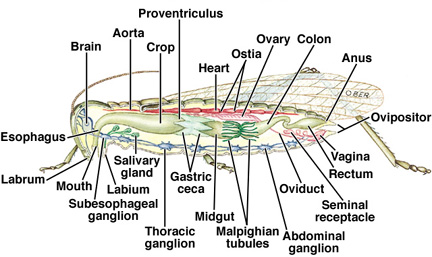 Proventriculus
Aorta
Ovary
Colon
Brain
Crop
Ostia
Heart
Anus
Ovipositor
Esophagus
Vagina
Rectum
Labrum
Mouth
Salivary
gland
Labium
Subesophageal
ganglion
Gastric
ceca
Oviduct
Seminal
receptacle
Midgut
Thoracic
ganglion
Malpighian
tubules
Abdominal
ganglion
OBER